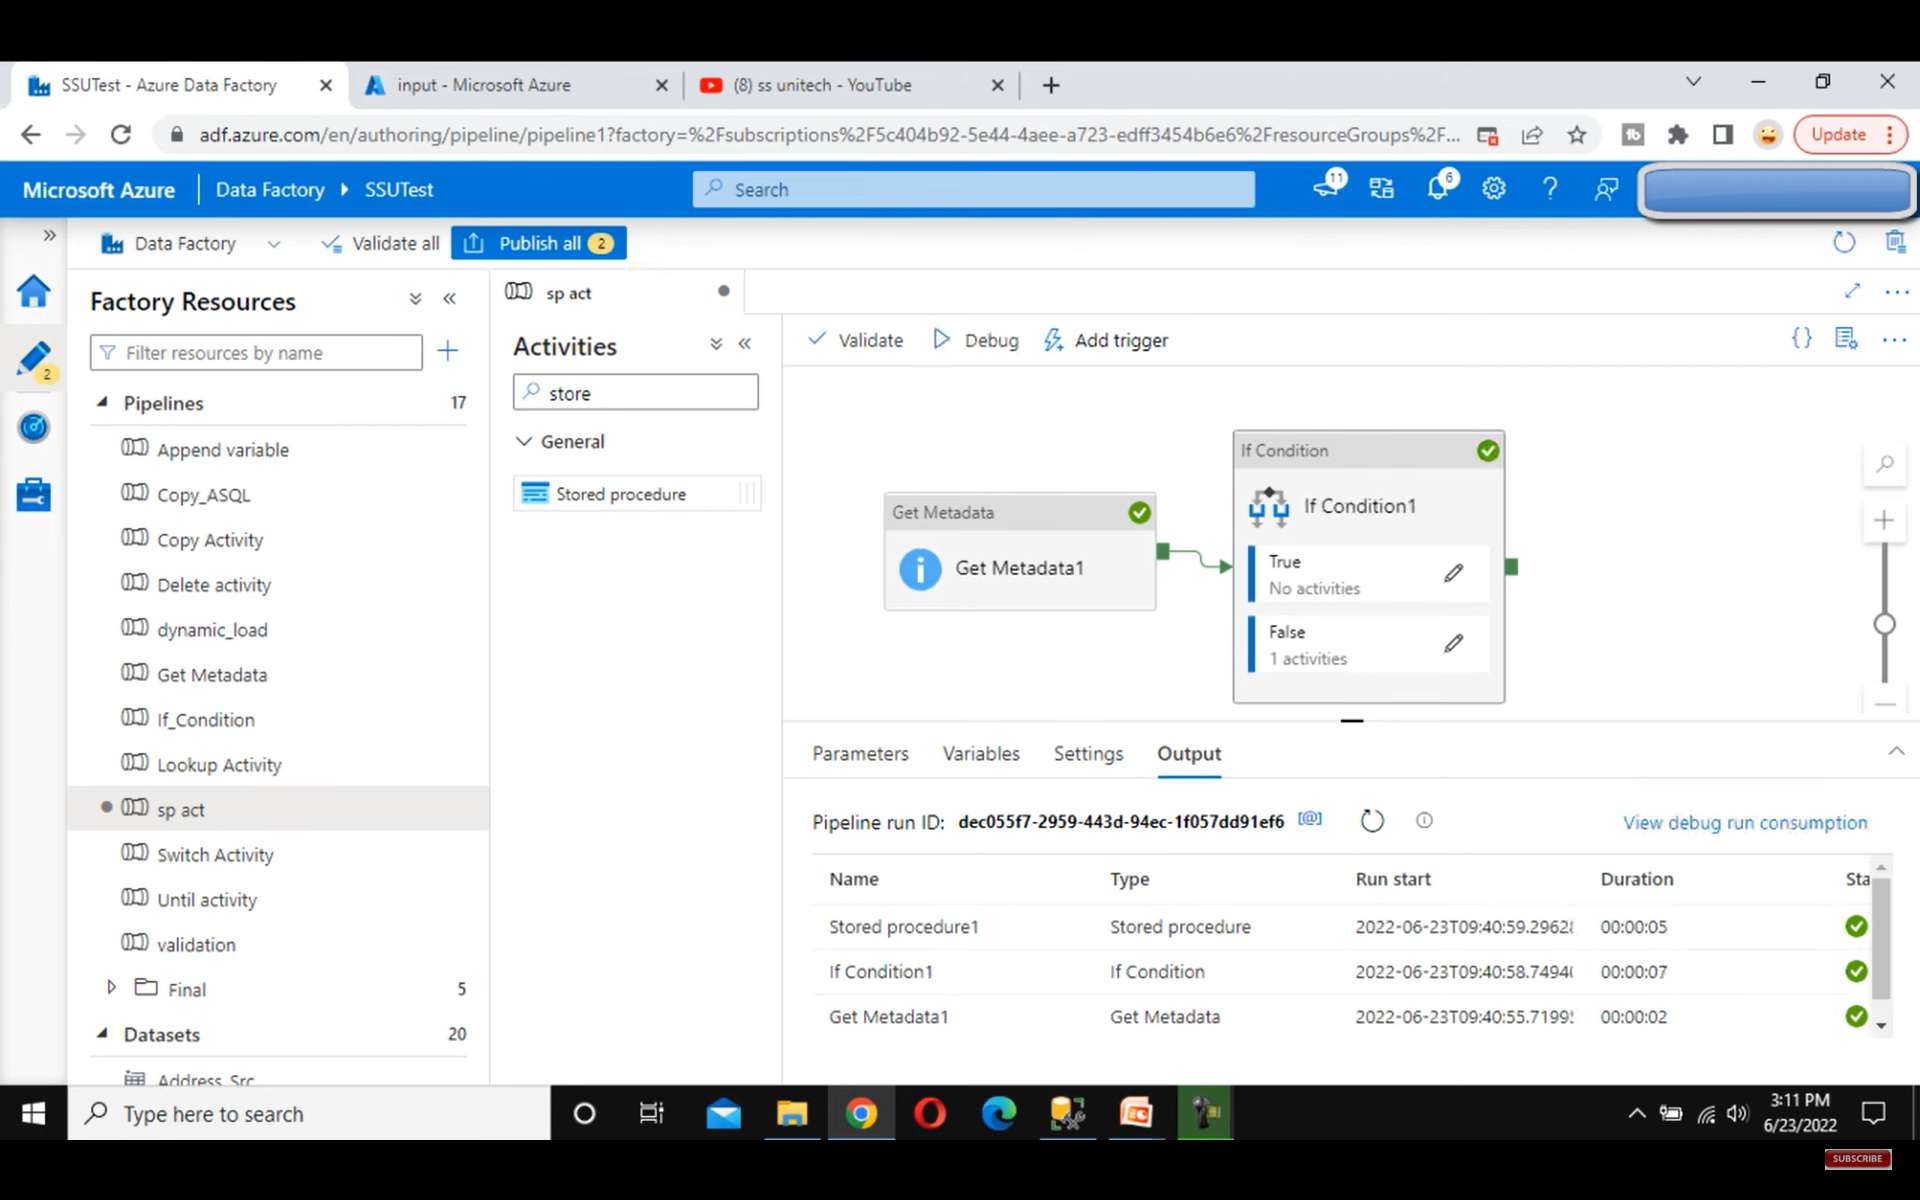 SSUTest - Azure Data Factory
input - Microsoft Azure
(8) ss unitech - YouTube
adf.azure.com/en/authoring/pipeline/pipeline1?factory=%2Fsubscriptions%2F5c404b92-5e44-4aee-a723-edff3454b6e6%2FresourceGroups%2F...
Update
Microsoft Azure
Data Factory
SSUTest
Search
11
6
Data Factory
Validate all
Publish all 2
Factory Resources
Filter resources by name
2
Pipelines 17
Append variable
Copy_ASQL
Copy Activity
Delete activity
dynamic_load
Get Metadata
If_Condition
Lookup Activity
sp act
Switch Activity
Until activity
validation
Final 5
Datasets 20
Address_Src
sp act
Activities
store
General
Stored procedure
Validate
Debug
Add trigger
{}
Get Metadata
Get Metadata1
If Condition
If Condition1
True
No activities
False
1 activities
Parameters Variables Settings Output
Pipeline run ID: dec055f7-2959-443d-94ec-1f057dd91ef6 [@]
View debug run consumption
Name Type Run start Duration Sta
Stored procedure1 Stored procedure 2022-06-23T09:40:59.2962 00:00:05
If Condition1 If Condition 2022-06-23T09:40:58.7494 00:00:07
Get Metadata1 Get Metadata 2022-06-23T09:40:55.7199 00:00:02
Type here to search
3:11 PM
6/23/2022
SUBSCRIBE